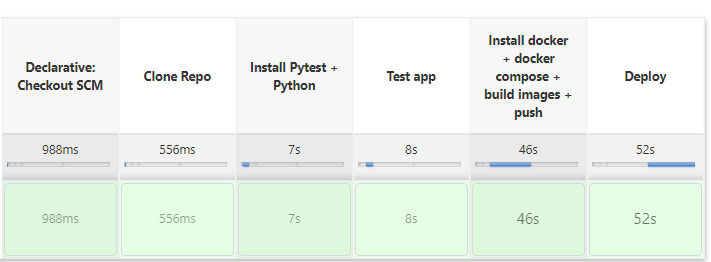 Declarative:
Checkout SCM
Clone Repo
Install Pytest +
Python
Test app
Install docker
+ docker
compose +
build images +
push
Deploy
988ms
556ms
7s
8s
46s
52s
988ms
556ms
7s
8s
46s
52s